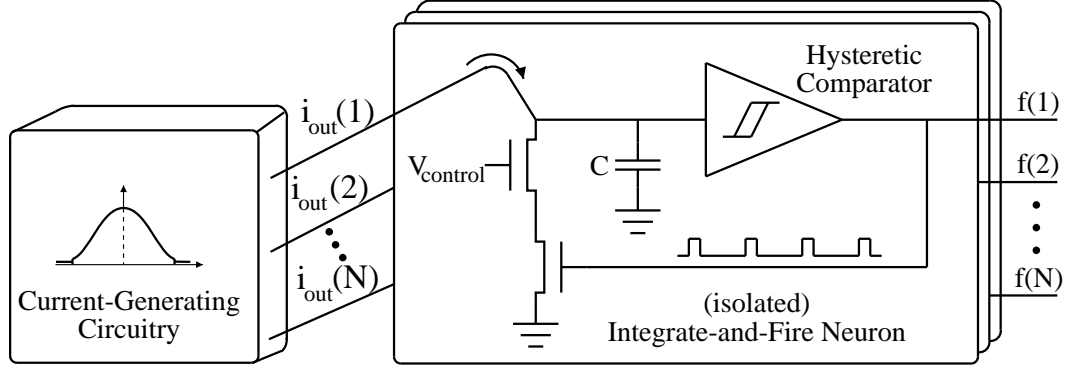 Current-Generating
Circuitry
i_out(1)
i_out(2)
i_out(N)
V_control
C
Hysteretic
Comparator
(isolated)
Integrate-and-Fire Neuron
f(1)
f(2)
f(N)